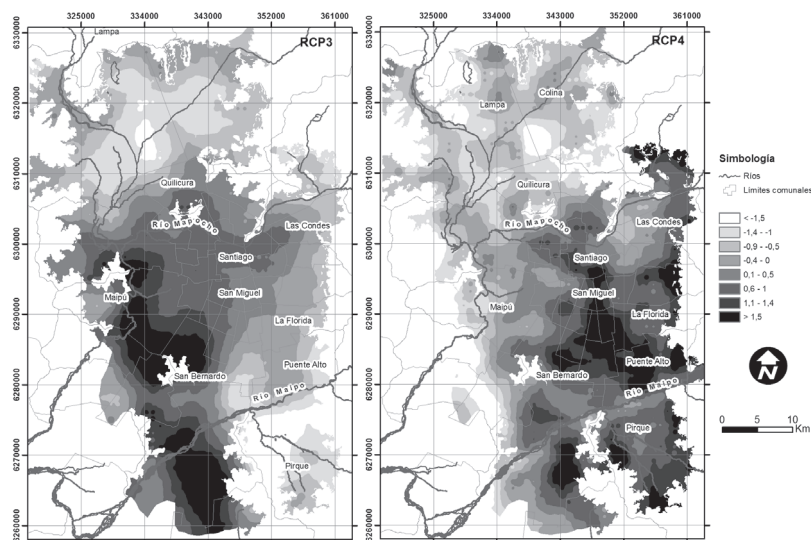 325000 334000 343000 352000 361000
325000 334000 343000 352000 361000
6330000
6320000
6310000
6300000
6290000
6280000
6270000
6260000
Lampa
RCP3
Quilicura
Río Mapocho
Las Condes
Santiago
Maipú
San Miguel
La Florida
Puente Alto
San Bernardo
Río Maipo
Pirque
6330000
6320000
6310000
6300000
6290000
6280000
6270000
6260000
RCP4
Colina
Lampa
Quilicura
Río Mapocho
Las Condes
Santiago
Maipú
San Miguel
La Florida
Puente Alto
San Bernardo
Río Maipo
Pirque
Simbología
Ríos
Límites comunales
< -1,5
-1,4 - -1
-0,9 - -0,5
-0,4 - 0
0,1 - 0,5
0,6 - 1
1,1 - 1,4
> 1,5
N
0 5 10
Km